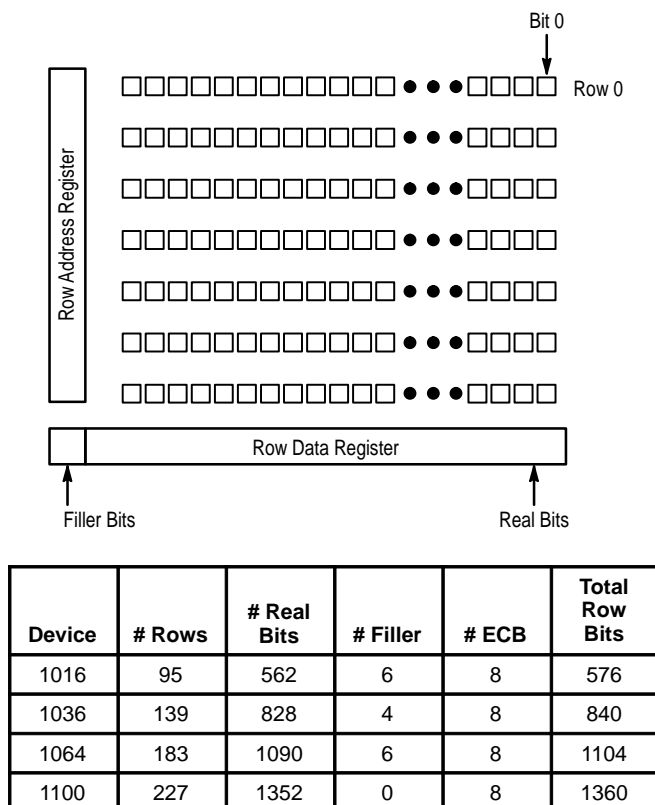 Bit 0
Row 0
Row Address Register
Row Data Register
Filler Bits
Real Bits
Device # Rows # Real Bits # Filler # ECB Total Row Bits
1016 95 562 6 8 576
1036 139 828 4 8 840
1064 183 1090 6 8 1104
1100 227 1352 0 8 1360